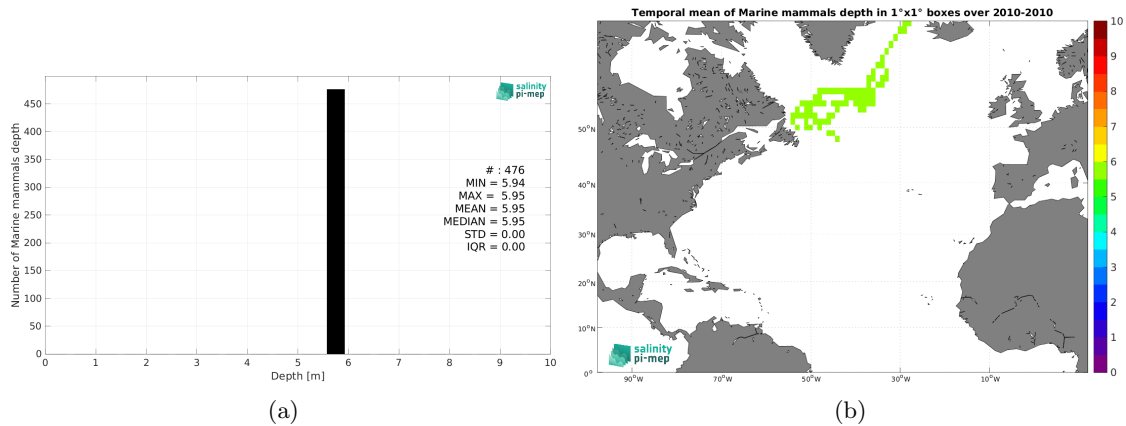 Temporal mean of Marine mammals depth in 1°x1° boxes over 2010-2010
salinity
pi-mep
Number of Marine mammals depth
450
400
350
300
250
200
150
100
50
0
# : 476
MIN = 5.94
MAX = 5.95
MEAN = 5.95
MEDIAN = 5.95
STD = 0.00
IQR = 0.00
0 1 2 3 4 5 6 7 8 9 10
Depth [m]
(a)
50°N
40°N
30°N
20°N
10°N
0°
90°W 70°W 50°W 30°W 10°W
salinity
pi-mep
10
9
8
7
6
5
4
3
2
1
0
(b)